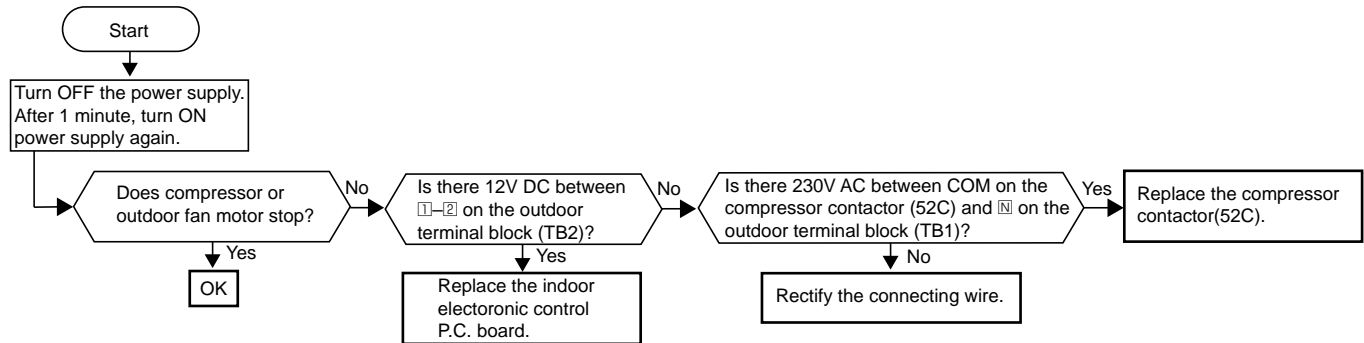 Start
Turn OFF the power supply.
After 1 minute, turn ON
power supply again.
Does compressor or
outdoor fan motor stop?
Yes
OK
No
Is there 12V DC between
1–2 on the outdoor
terminal block (TB2)?
Yes
Replace the indoor
electoronic control
P.C. board.
No
Is there 230V AC between COM on the
compressor contactor (52C) and N on the
outdoor terminal block (TB1)?
No
Rectify the connecting wire.
Yes
Replace the compressor
contactor(52C).